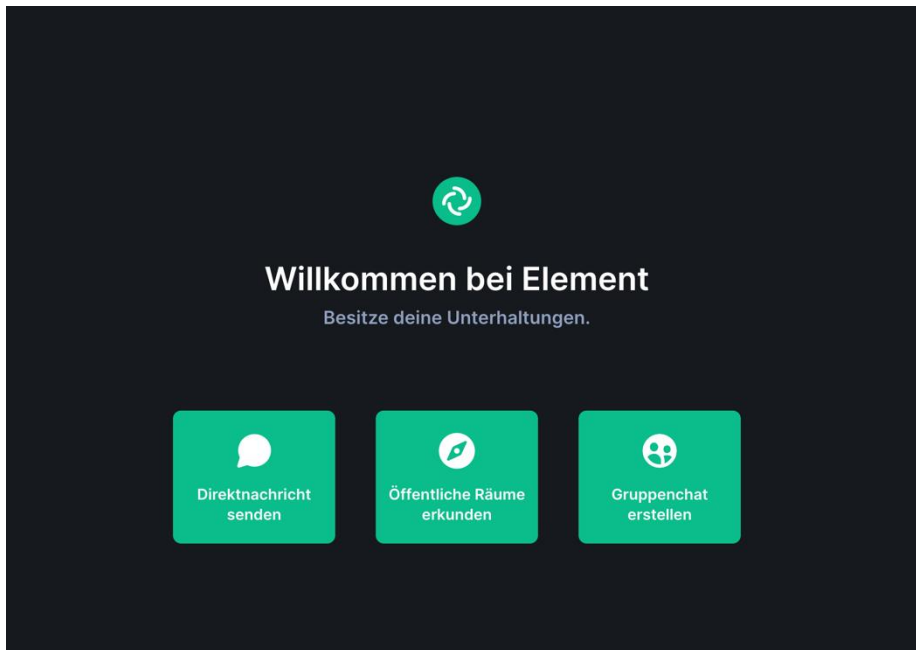 Willkommen bei Element
Besitze deine Unterhaltungen.
Direktnachricht
senden
Öffentliche Räume
erkunden
Gruppenchat
erstellen